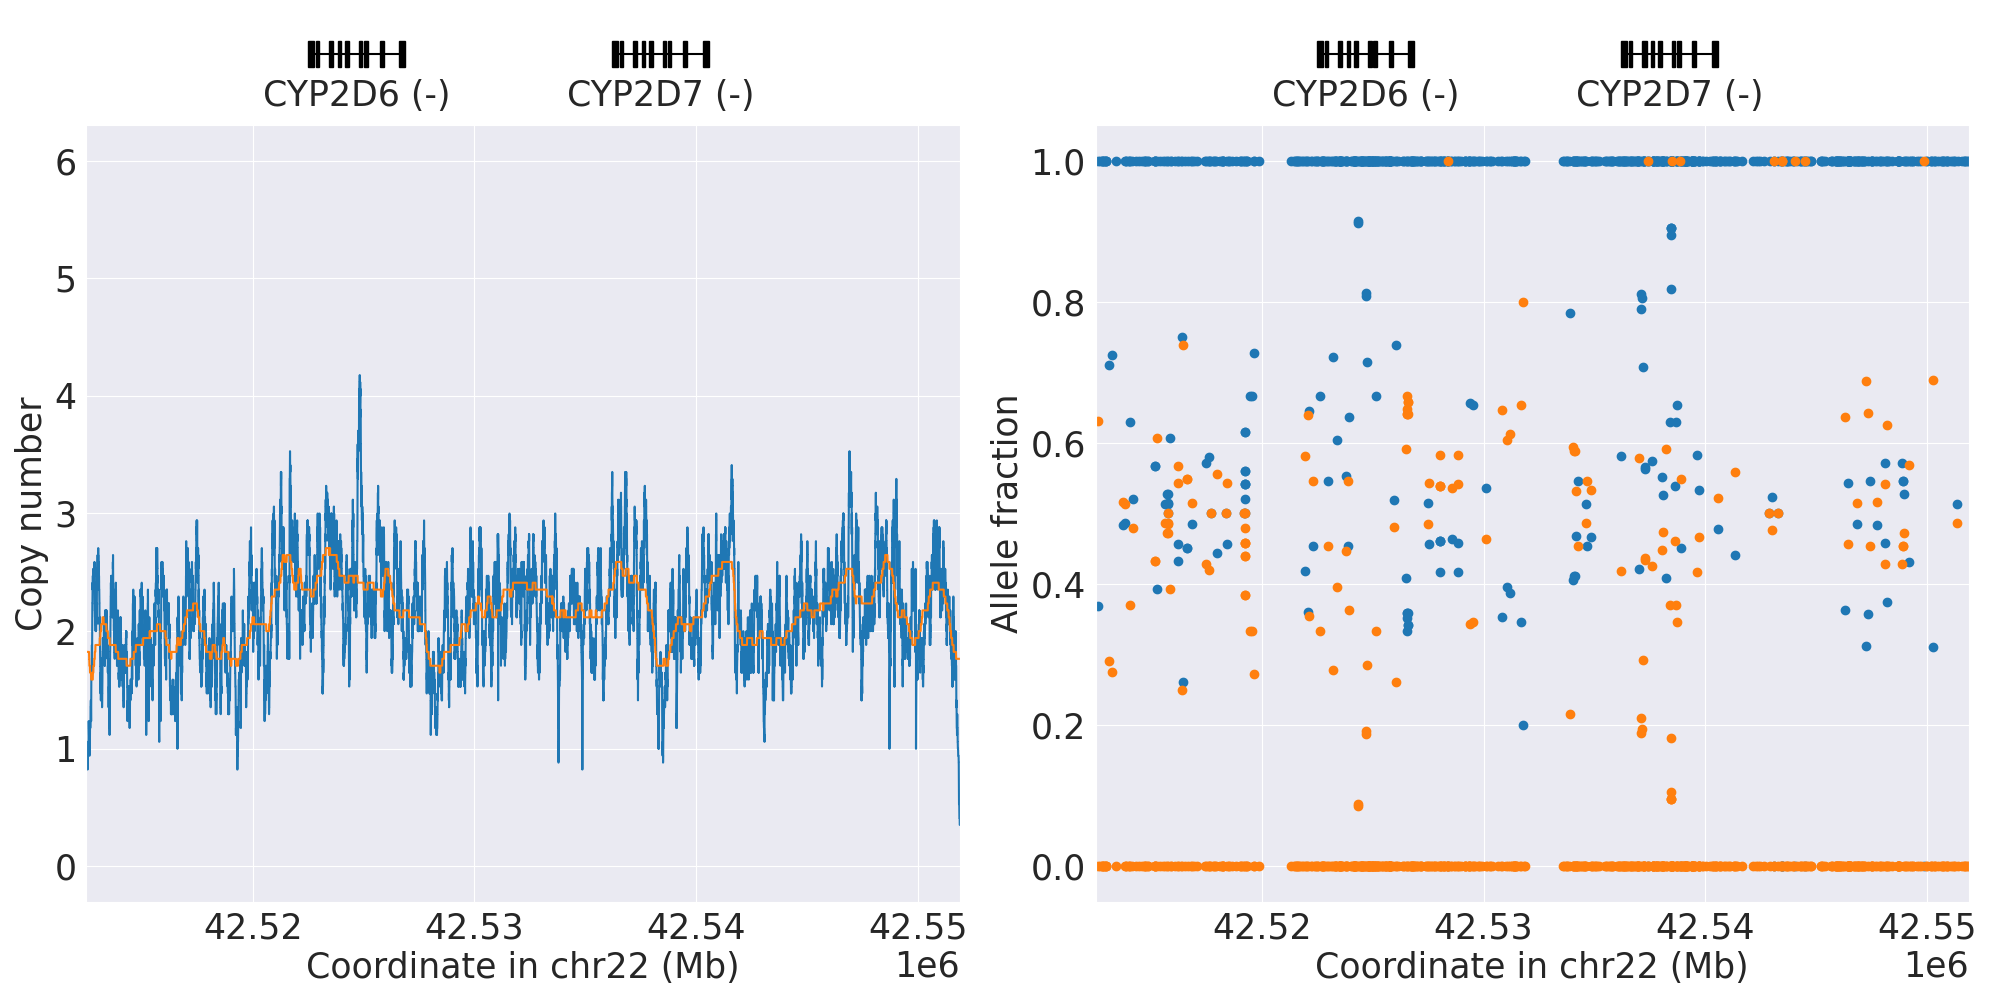 CYP2D6 (-) CYP2D7 (-)
6
5
4
3
2
1
0
Copy number
42.52 42.53 42.54 42.55
Coordinate in chr22 (Mb)
1e6
CYP2D6 (-) CYP2D7 (-)
1.0
0.8
0.6
0.4
0.2
0.0
Allele fraction
42.52 42.53 42.54 42.55
Coordinate in chr22 (Mb)
1e6